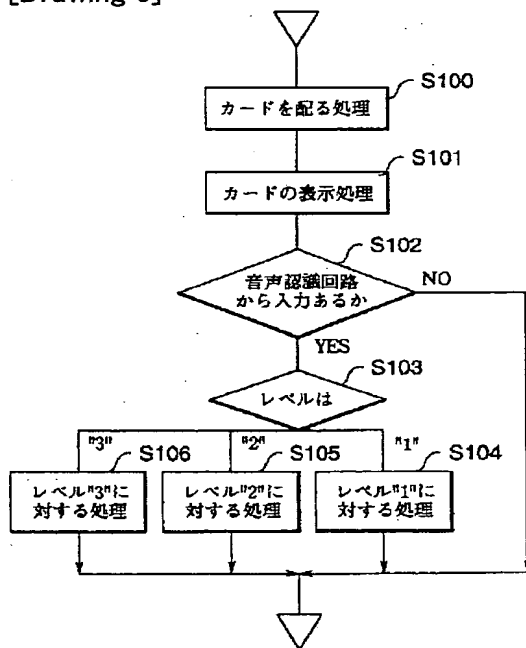 S100
カードを配る処理
S101
カードの表示処理
S102
音声認識回路
から入力あるか
NO
YES
S103
レベルは
"3"
S106
"2"
S105
"1"
S104
レベル"3"に
対する処理
レベル"2"に
対する処理
レベル"1"に
対する処理